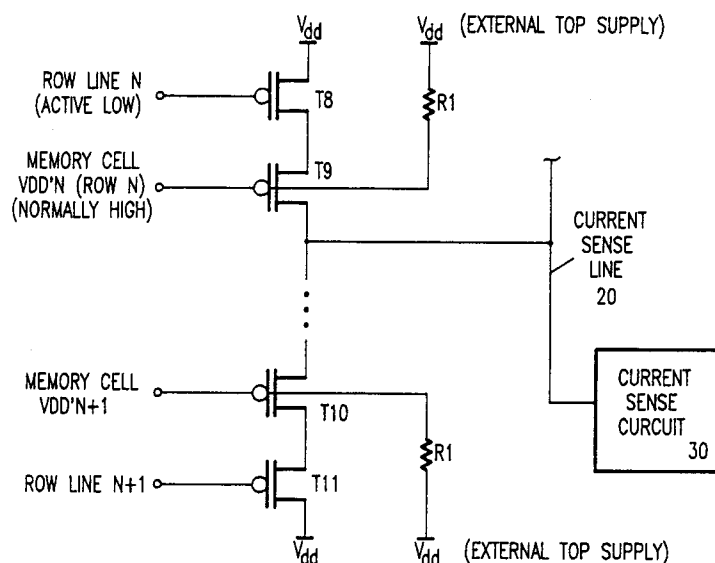 Vdd (EXTERNAL TOP SUPPLY) Vdd
ROW LINE N
(ACTIVE LOW)
T8
R1
MEMORY CELL
VDD'N (ROW N)
(NORMALLY HIGH)
T9
CURRENT
SENSE
LINE
20
MEMORY CELL
VDD'N+1
T10
CURRENT
SENSE
CURCUIT
30
R1
ROW LINE N+1
T11
Vdd
Vdd (EXTERNAL TOP SUPPLY)